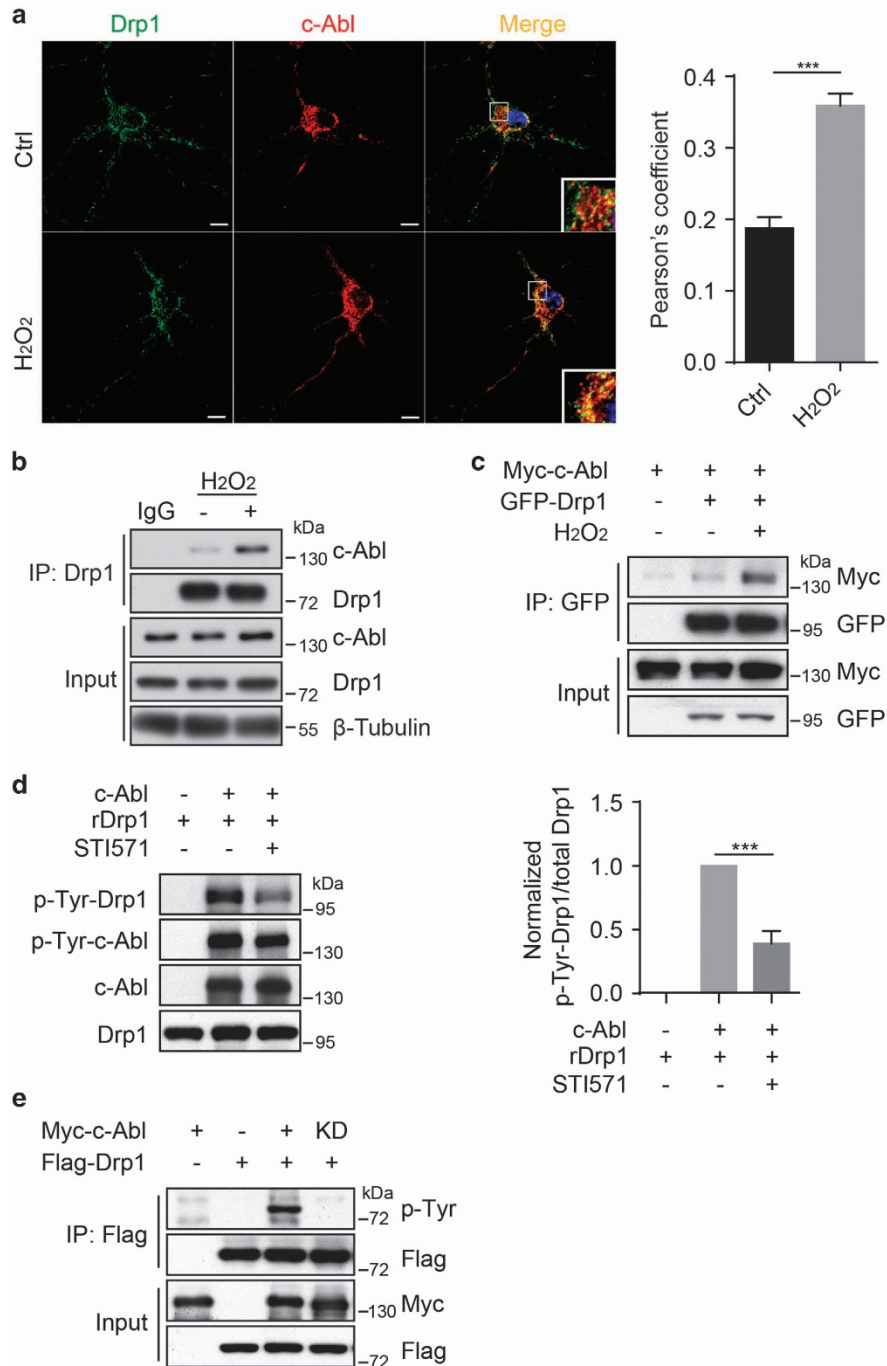 a
Drp1 c-Abl Merge
Ctrl
H2O2
Pearson's coefficient
0.4
0.3
0.2
0.1
0.0
***
Ctrl H2O2
b
H2O2
IgG - +
kDa
IP: Drp1
-130 c-Abl
-72 Drp1
Input
-130 c-Abl
-72 Drp1
-55 β-Tubulin
c
Myc-c-Abl + + +
GFP-Drp1 - + +
H2O2 - - +
kDa
IP: GFP
-130 Myc
-95 GFP
Input
-130 Myc
-95 GFP
d
c-Abl - + +
rDrp1 + + +
STI571 - - +
kDa
p-Tyr-Drp1 -95
p-Tyr-c-Abl -130
c-Abl -130
Drp1 -95
Normalized
p-Tyr-Drp1/total Drp1
1.5
1.0
0.5
0.0
***
c-Abl - + +
rDrp1 + + +
STI571 - - +
e
Myc-c-Abl + - + KD
Flag-Drp1 - + + +
kDa
IP: Flag
-72 p-Tyr
-72 Flag
Input
-130 Myc
-72 Flag